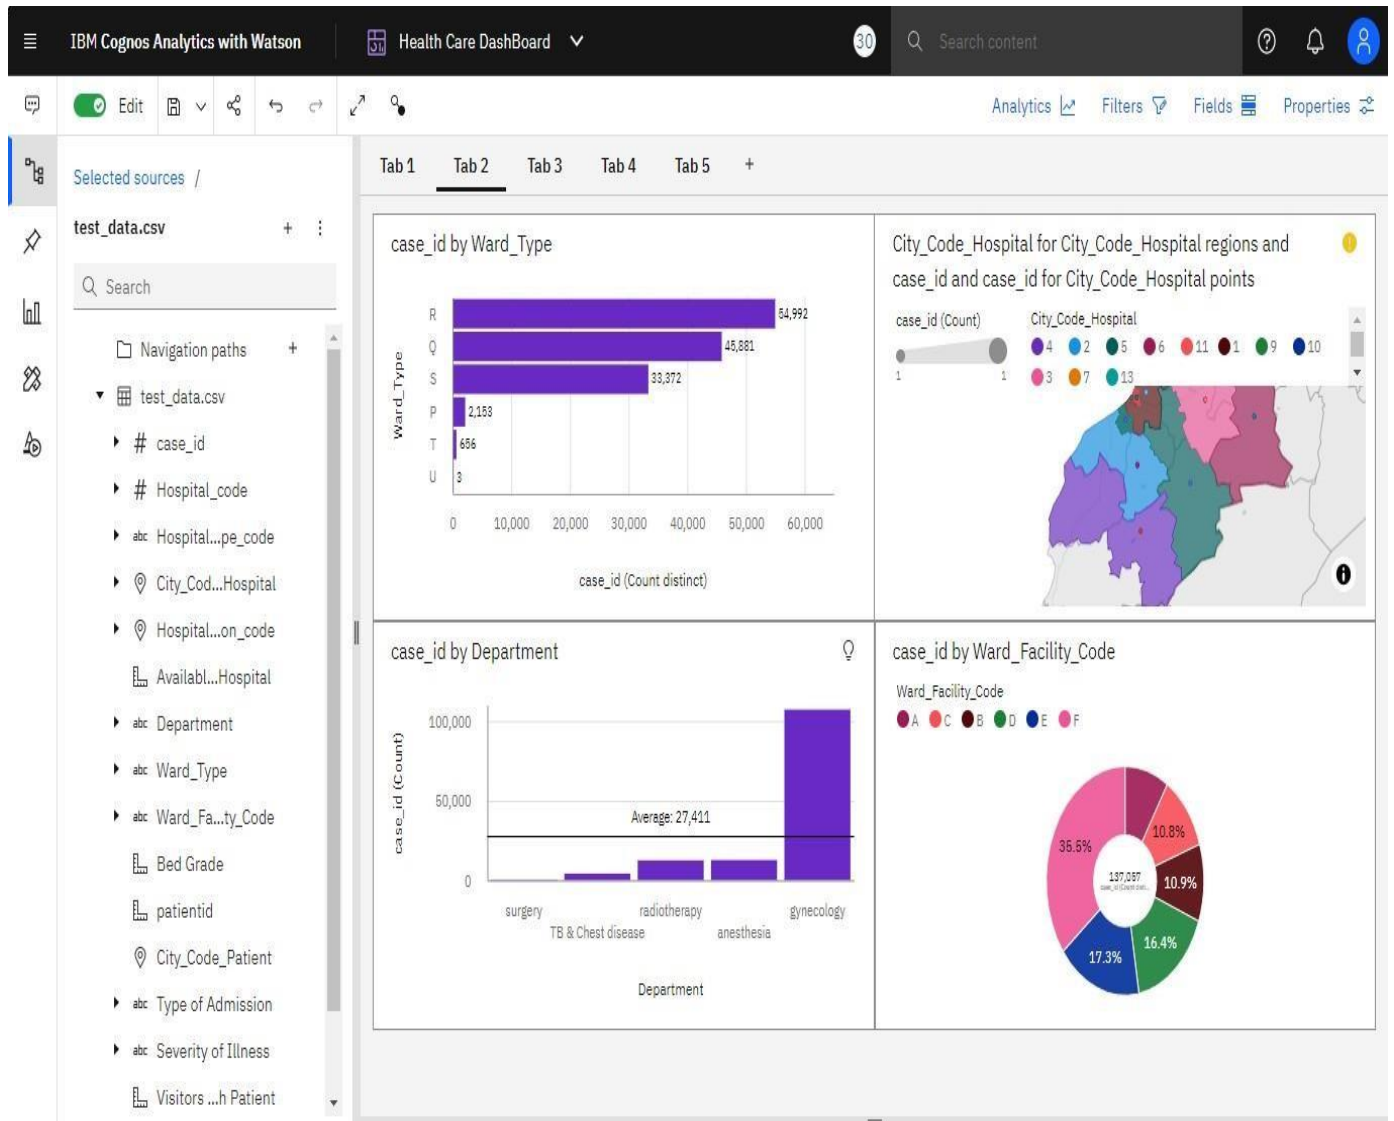 IBM Cognos Analytics with Watson
Health Care DashBoard
30
Search content
Edit
Analytics
Filters
Fields
Properties
Selected sources /
test_data.csv
Search
Navigation paths
test_data.csv
# case_id
# Hospital_code
abc Hospital...pe_code
City_Cod...Hospital
Hospital...on_code
Availabl...Hospital
abc Department
abc Ward_Type
abc Ward_Fa...ty_Code
Bed Grade
patientid
City_Code_Patient
abc Type of Admission
abc Severity of Illness
Visitors ...h Patient
Tab 1 Tab 2 Tab 3 Tab 4 Tab 5 +
case_id by Ward_Type
Ward_Type
R 54,992
Q 45,881
S 33,372
P 2,153
T 656
U 3
0 10,000 20,000 30,000 40,000 50,000 60,000
case_id (Count distinct)
City_Code_Hospital for City_Code_Hospital regions and
case_id and case_id for City_Code_Hospital points
case_id (Count)
1 1
City_Code_Hospital
4 2 5 6 11 1 9 10
3 7 13
case_id by Department
case_id (Count)
100,000
50,000
0
Average: 27,411
surgery radiotherapy gynecology
TB & Chest disease anesthesia
Department
case_id by Ward_Facility_Code
Ward_Facility_Code
A C B D E F
10.8%
35.5%
10.9%
137,057
16.4%
17.3%